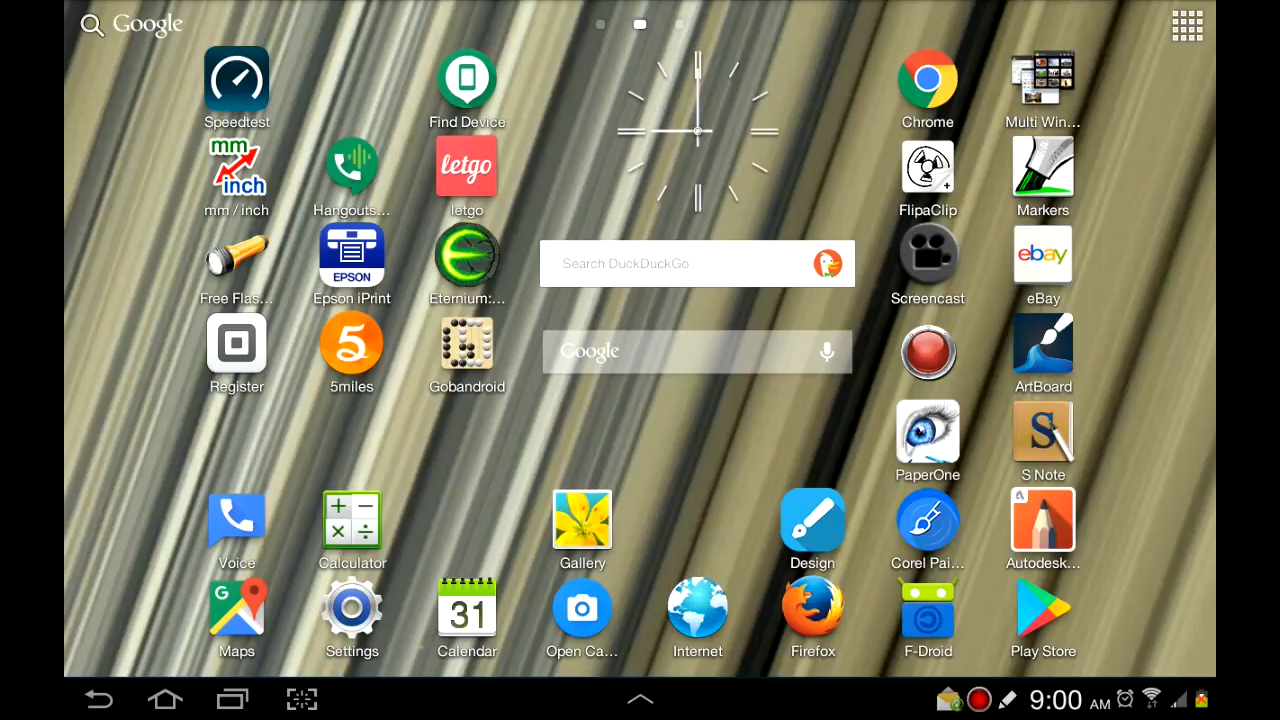 Google
Speedtest
Find Device
Chrome
Multi Win...
mm
inch
mm / inch
Hangouts...
letgo
letgo
FlipaClip
Markers
Free Flas...
EPSON
Epson iPrint
Eternium:...
Search DuckDuckGo
Screencast
ebay
eBay
Register
5
5miles
Gobandroid
Google
ArtBoard
PaperOne
S
S Note
Voice
Calculator
Gallery
Design
Corel Pai...
A
Autodesk...
G
Maps
Settings
31
Calendar
Open Ca...
Internet
Firefox
F-Droid
Play Store
9:00 AM